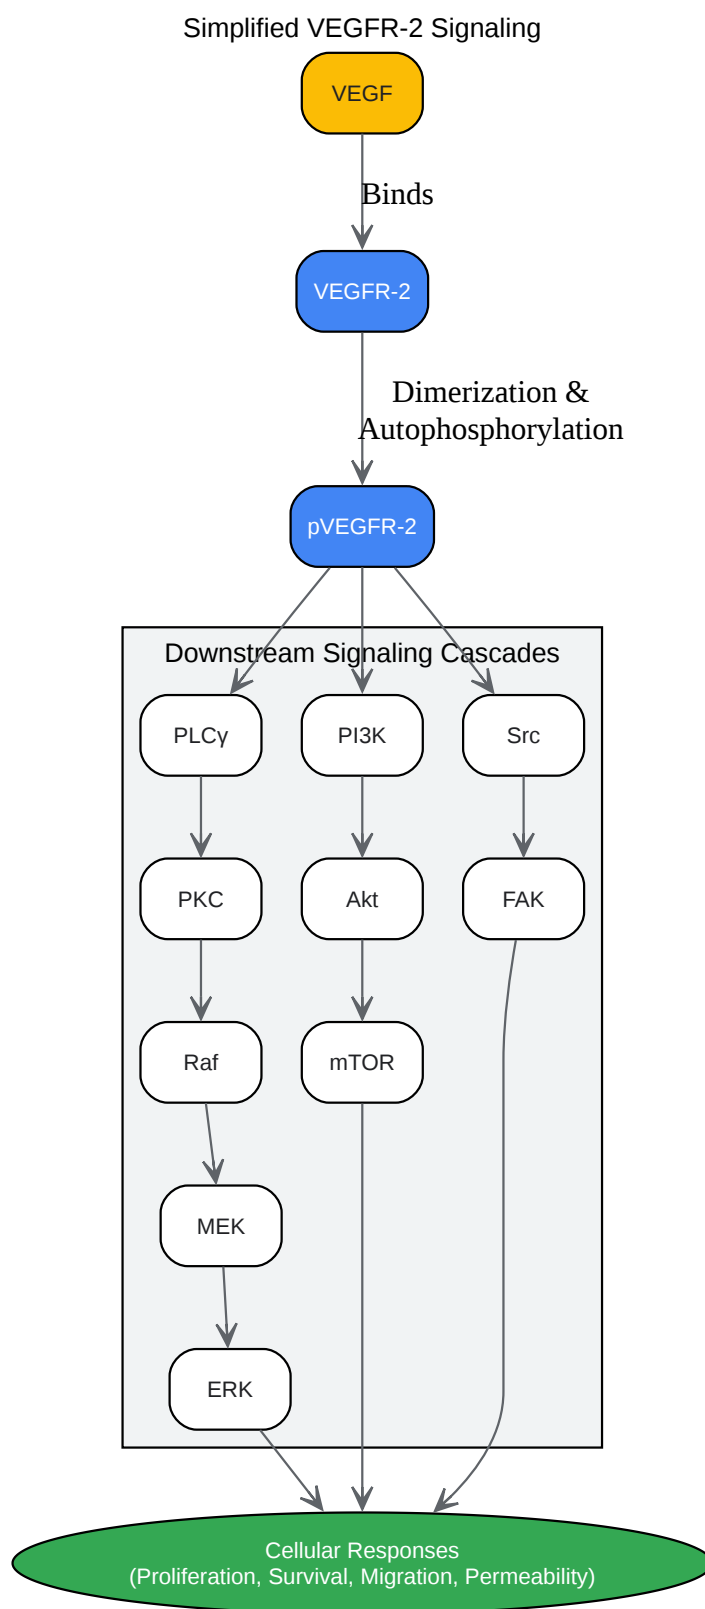 Simplified VEGFR-2 Signaling
VEGF
Binds
VEGFR-2
Dimerization &
Autophosphorylation
pVEGFR-2
Downstream Signaling Cascades
PLCγ
PI3K
Src
PKC
Akt
FAK
Raf
mTOR
MEK
ERK
Cellular Responses
(Proliferation, Survival, Migration, Permeability)